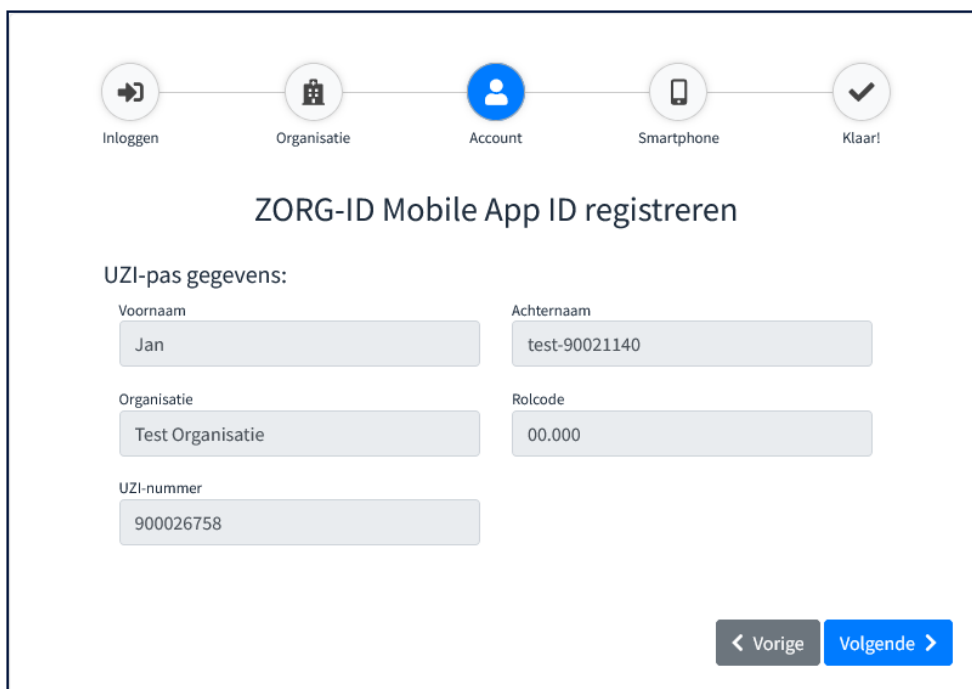 Inloggen Organisatie Account Smartphone Klaar!
ZORG-ID Mobile App ID registreren
UZI-pas gegevens:
Voornaam Achternaam
Jan test-90021140
Organisatie Rolcode
Test Organisatie 00.000
UZI-nummer
900026758
Vorige Volgende